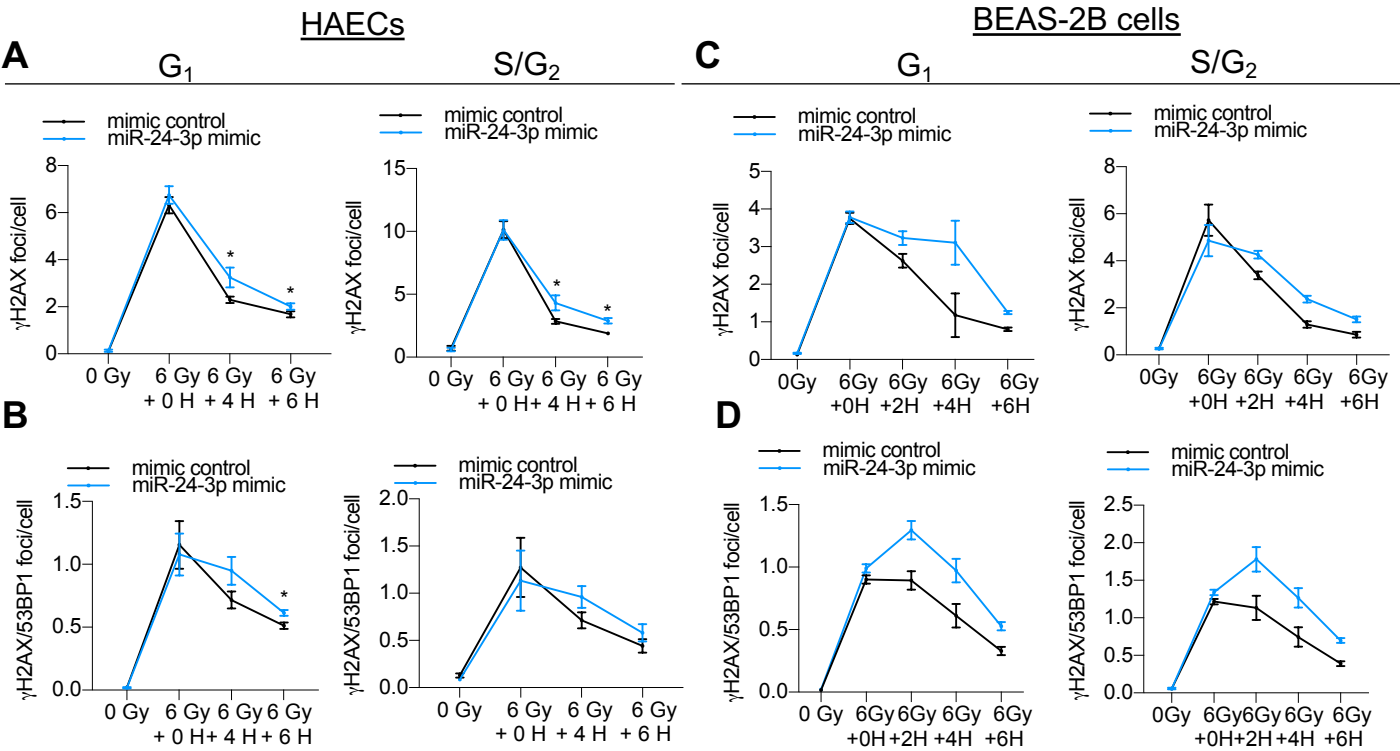 HAECs
BEAS-2B cells
A
G1
S/G2
C
G1
S/G2
mimic control
miR-24-3p mimic
γH2AX foci/cell
8
6
4
2
0
*
*
0 Gy
6 Gy
6 Gy
6 Gy
+ 0 H
+ 4 H
+ 6 H
mimic control
miR-24-3p mimic
γH2AX foci/cell
15
10
5
0
*
*
0 Gy
6 Gy
6 Gy
6 Gy
+ 0 H
+ 4 H
+ 6 H
mimic control
miR-24-3p mimic
γH2AX foci/cell
5
4
3
2
1
0
0Gy
6Gy
6Gy
6Gy
6Gy
+0H
+2H
+4H
+6H
mimic control
miR-24-3p mimic
γH2AX foci/cell
8
6
4
2
0
0Gy
6Gy
6Gy
6Gy
6Gy
+0H
+2H
+4H
+6H
B
mimic control
miR-24-3p mimic
γH2AX/53BP1 foci/cell
1.5
1.0
0.5
0.0
*
0 Gy
6 Gy
6 Gy
6 Gy
+ 0 H
+ 4 H
+ 6 H
mimic control
miR-24-3p mimic
γH2AX/53BP1 foci/cell
2.0
1.5
1.0
0.5
0.0
0 Gy
6 Gy
6 Gy
6 Gy
+ 0 H
+ 4 H
+ 6 H
D
mimic control
miR-24-3p mimic
γH2AX/53BP1 foci/cell
1.5
1.0
0.5
0.0
0Gy
6Gy
6Gy
6Gy
6Gy
+0H
+2H
+4H
+6H
mimic control
miR-24-3p mimic
γH2AX/53BP1 foci/cell
2.5
2.0
1.5
1.0
0.5
0.0
0Gy
6Gy
6Gy
6Gy
6Gy
+0H
+2H
+4H
+6H